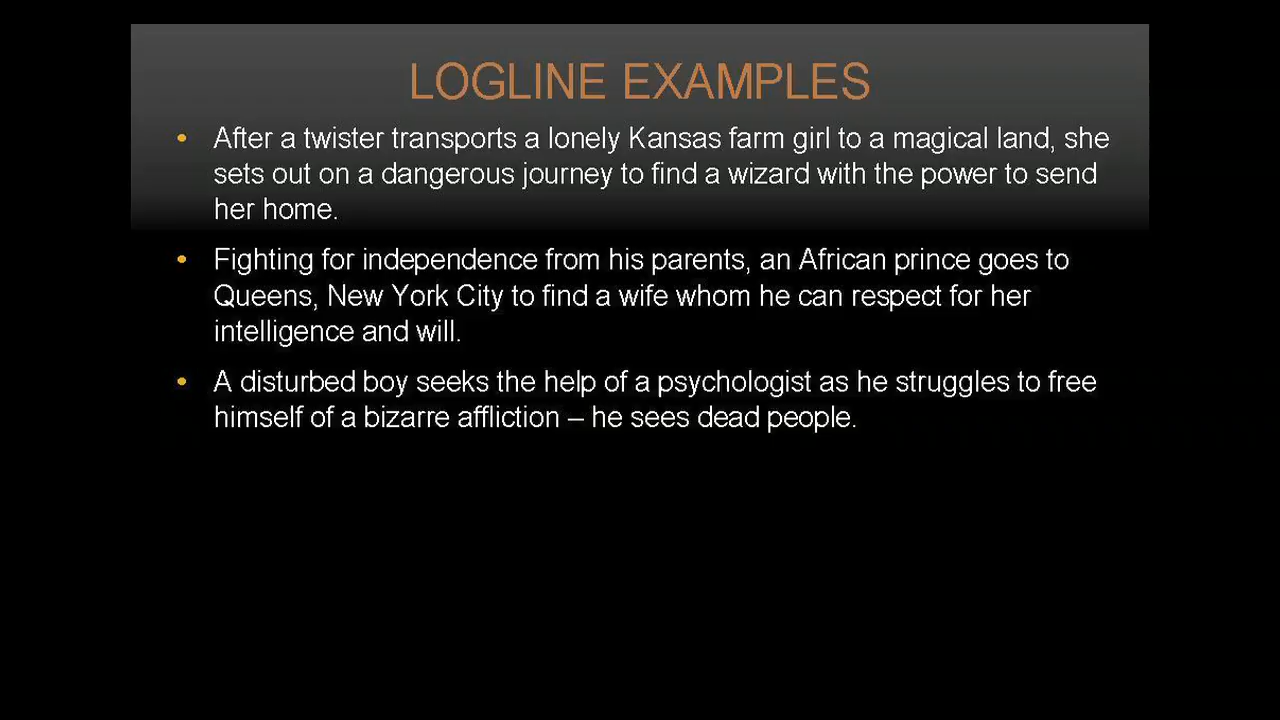 LOGLINE EXAMPLES
• After a twister transports a lonely Kansas farm girl to a magical land, she
sets out on a dangerous journey to find a wizard with the power to send
her home.
• Fighting for independence from his parents, an African prince goes to
Queens, New York City to find a wife whom he can respect for her
intelligence and will.
• A disturbed boy seeks the help of a psychologist as he struggles to free
himself of a bizarre affliction – he sees dead people.